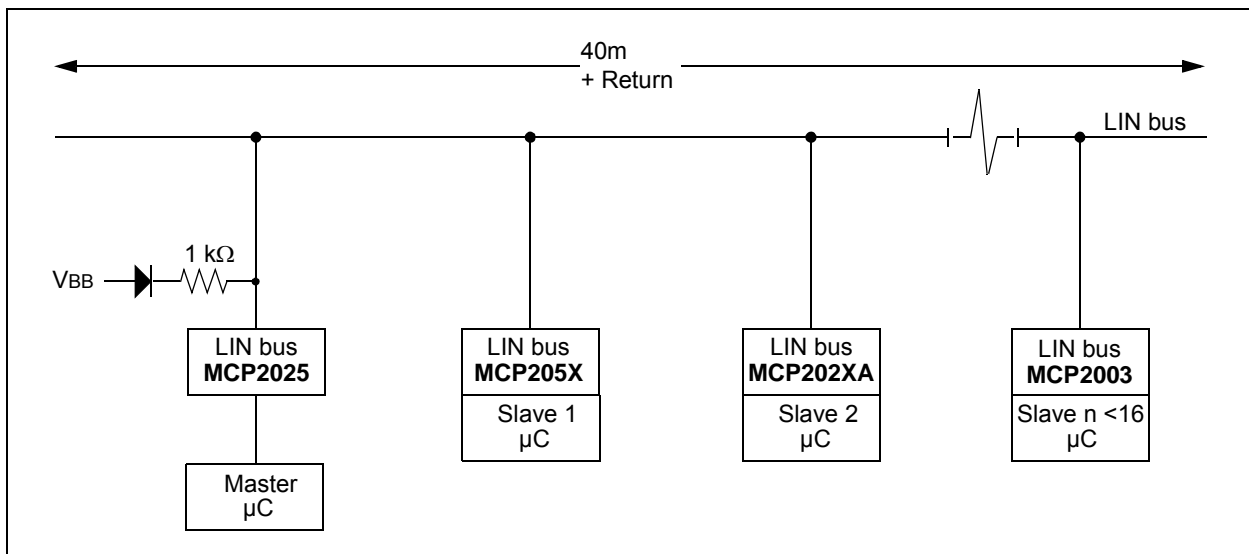 40m
+ Return
LIN bus
1 kΩ
VBB
LIN bus
MCP2025
LIN bus
MCP205X
LIN bus
MCP202XA
LIN bus
MCP2003
Slave 1
µC
Slave 2
µC
Slave n <16
µC
Master
µC